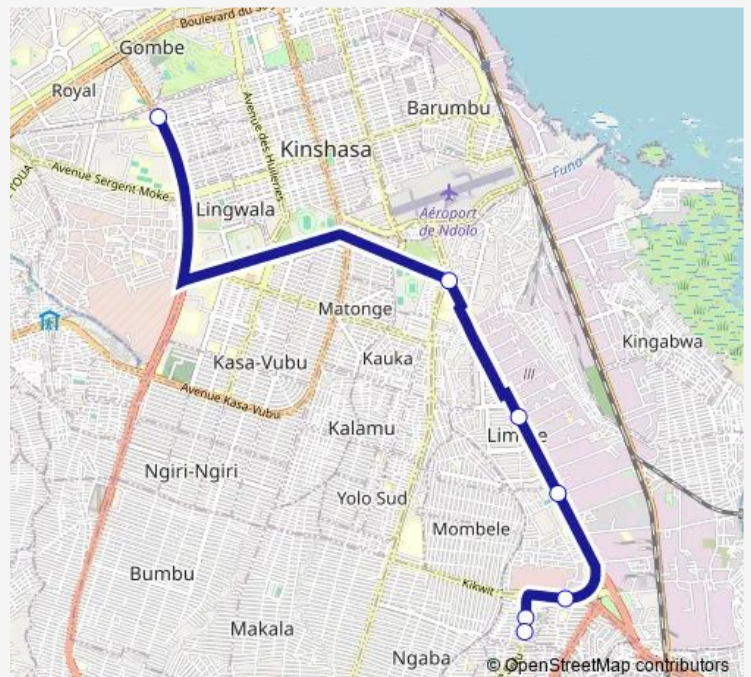 Boulevard du
Gombe
Royal
Barumbu
Avenue des Huileries
Kinshasa
Funa
Avenue Sergent Moke
Lingwala
Aéroport
de Ndolo
Matonge
Kingabwa
Kauka
Kasa-Vubu
Avenue Kasa-Vubu
Kalamu
Ngiri-Ngiri
Yolo Sud
Mombele
Bumbu
Kikwit
Makala
Ngaba
© OpenStreetMap contributors